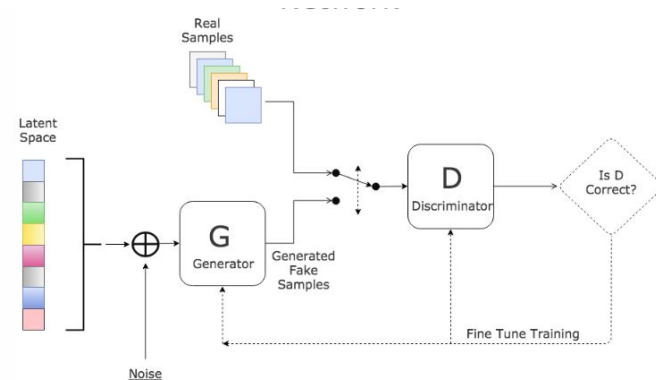 Real
Samples
Latent
Space
D
Discriminator
Is D
Correct?
G
Generator
Generated
Fake
Samples
Fine Tune Training
Noise